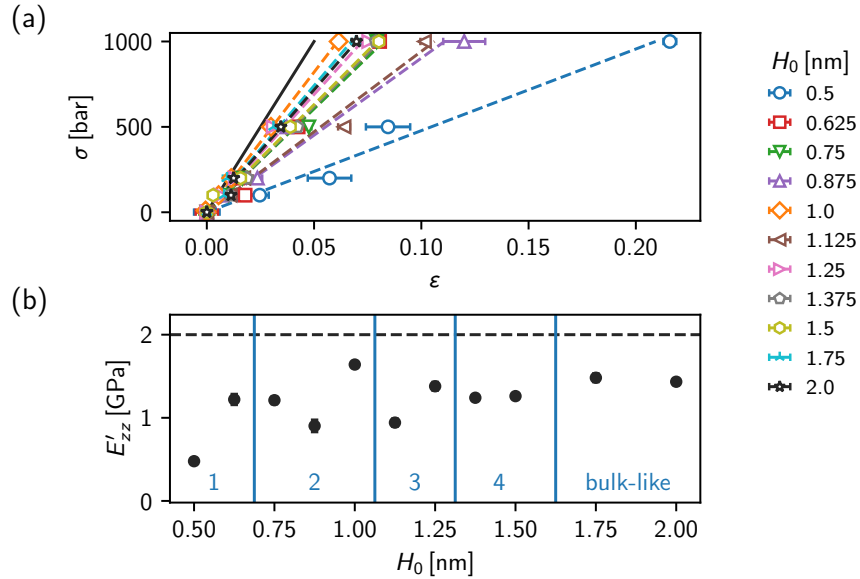 (a)
1000
500
0
σ [bar]
0.00 0.05 0.10 0.15 0.20
ε
H₀ [nm]
0.5
0.625
0.75
0.875
1.0
1.125
1.25
1.375
1.5
1.75
2.0
(b)
2
1
0
E′zz [GPa]
1 2 3 4 bulk-like
0.50 0.75 1.00 1.25 1.50 1.75 2.00
H₀ [nm]